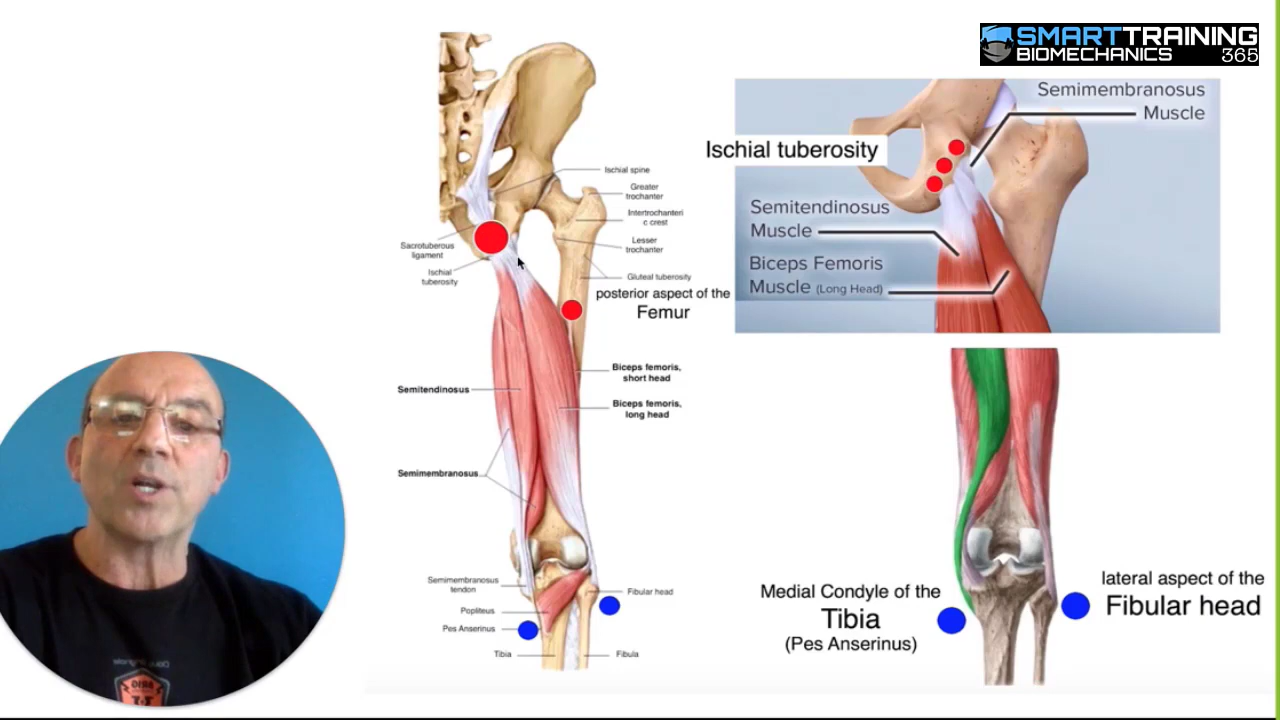 SMARTTRAINING
BIOMECHANICS 365
Semimembranosus
Muscle
Ischial tuberosity
Semitendinosus
Muscle
Biceps Femoris
Muscle (Long Head)
Ischial spine
Greater
trochanter
Intertrochanteri
c crest
Lesser
trochanter
Sacrotuberous
ligament
Ischial
tuberosity
Gluteal tuberosity
posterior aspect of the
Femur
Biceps femoris,
short head
Semitendinosus
Biceps femoris,
long head
Semimembranosus
Semimembranosus
tendon
Fibular head
Popliteus
Pes Anserinus
Tibia
Fibula
Medial Condyle of the
Tibia
(Pes Anserinus)
lateral aspect of the
Fibular head